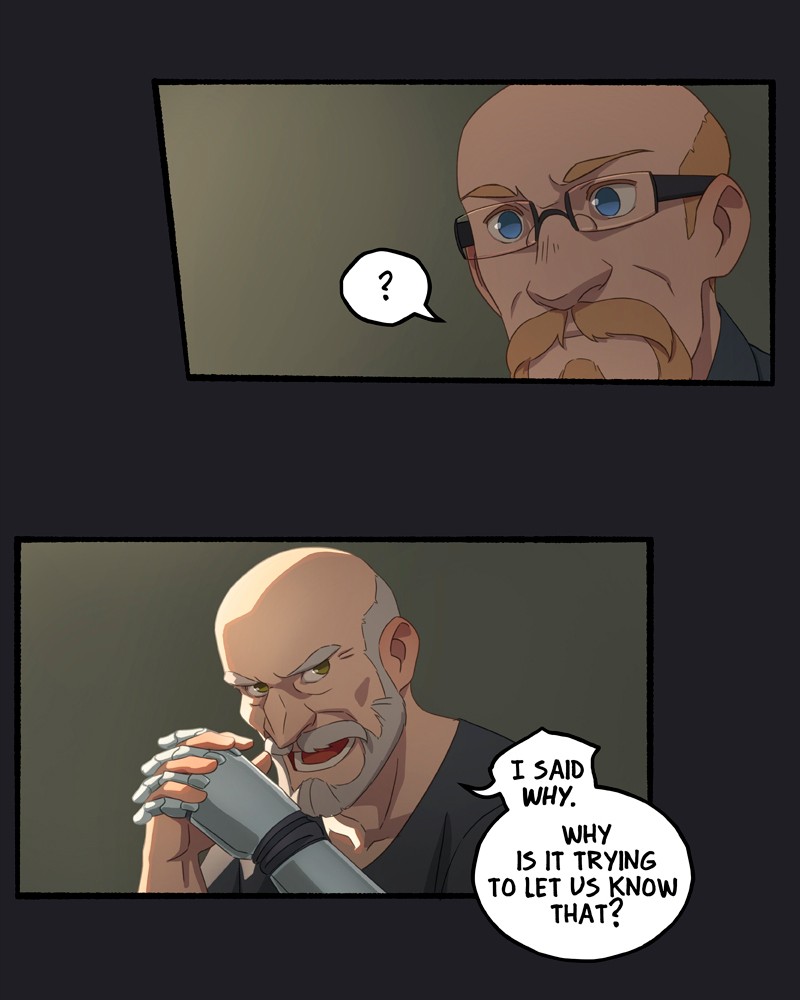 ?
I SAID
WHY.
WHY
IS IT TRYING
TO LET US KNOW
THAT?